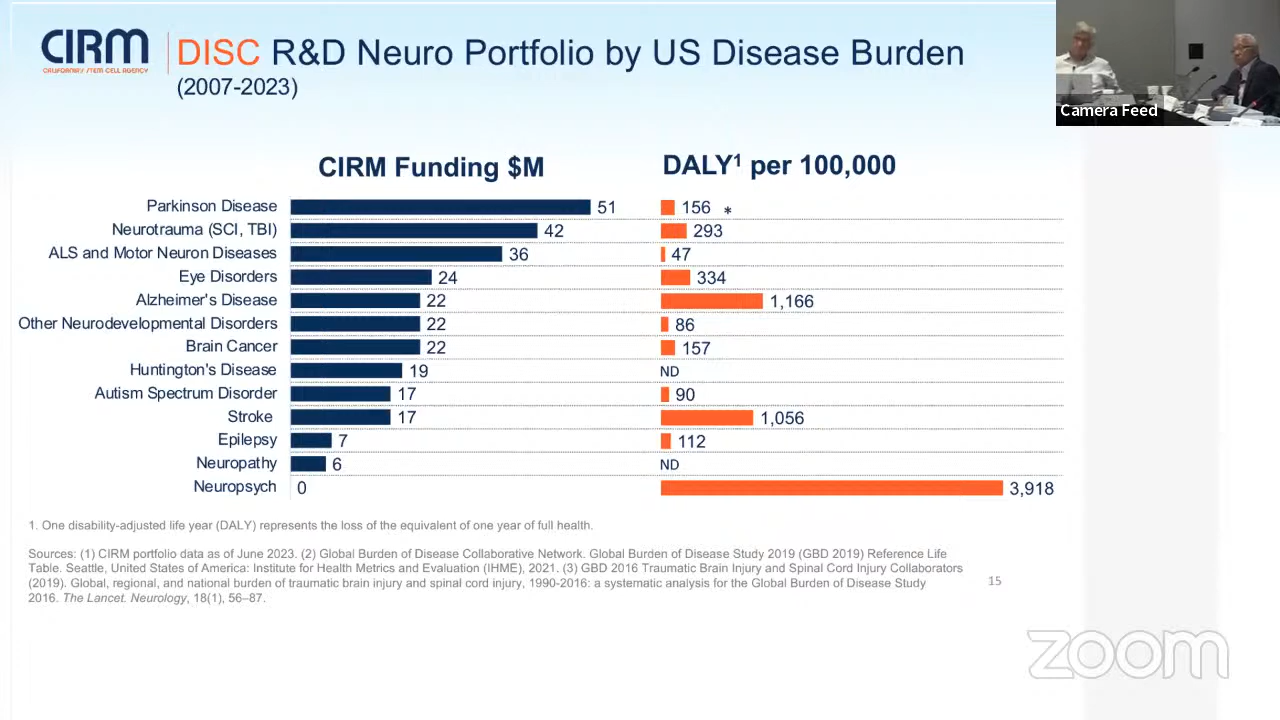 CIRM
CALIFORNIA'S STEM CELL AGENCY
DISC R&D Neuro Portfolio by US Disease Burden
(2007-2023)
Camera Feed
CIRM Funding $M
DALY¹ per 100,000
Parkinson Disease 51 156 *
Neurotrauma (SCI, TBI) 42 293
ALS and Motor Neuron Diseases 36 47
Eye Disorders 24 334
Alzheimer's Disease 22 1,166
Other Neurodevelopmental Disorders 22 86
Brain Cancer 22 157
Huntington's Disease 19 ND
Autism Spectrum Disorder 17 90
Stroke 17 1,056
Epilepsy 7 112
Neuropathy 6 ND
Neuropsych 0 3,918
1. One disability-adjusted life year (DALY) represents the loss of the equivalent of one year of full health.
Sources: (1) CIRM portfolio data as of June 2023. (2) Global Burden of Disease Collaborative Network. Global Burden of Disease Study 2019 (GBD 2019) Reference Life
Table. Seattle, United States of America: Institute for Health Metrics and Evaluation (IHME), 2021. (3) GBD 2016 Traumatic Brain Injury and Spinal Cord Injury Collaborators
(2019). Global, regional, and national burden of traumatic brain injury and spinal cord injury, 1990-2016: a systematic analysis for the Global Burden of Disease Study
2016. The Lancet. Neurology, 18(1), 56–87.
15
zoom